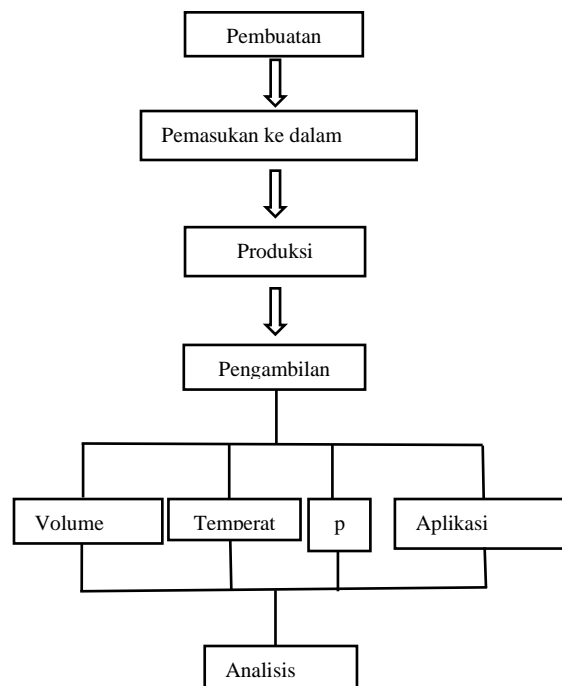 Pembuatan
Pemasukan ke dalam
Produksi
Pengambilan
Volume
Temperat
p
Aplikasi
Analisis